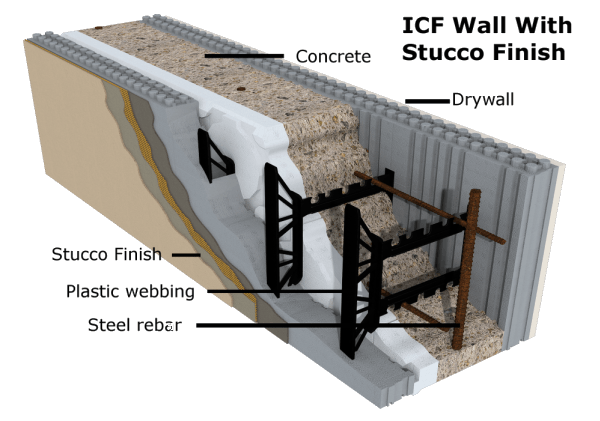 ICF Wall With
Stucco Finish
Concrete
Drywall
Stucco Finish
Plastic webbing
Steel rebar